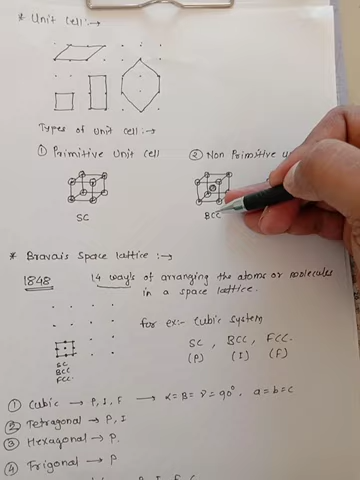 * Unit cell :→
Types of unit cell :→
① Primitive Unit cell
② Non Primitive
SC
BCC
* Bravais Space lattice :→
1848
14 way's of arranging the atoms or molecules
in a space lattice.
for ex:- Cubic system
SC, BCC, FCC.
(P) (I) (F)
SC
BCC
FCC.
① Cubic → P, I, F → α = β = γ = 90°, a = b = c
② Tetragonal → P, I
③ Hexagonal → P.
④ Trigonal → P